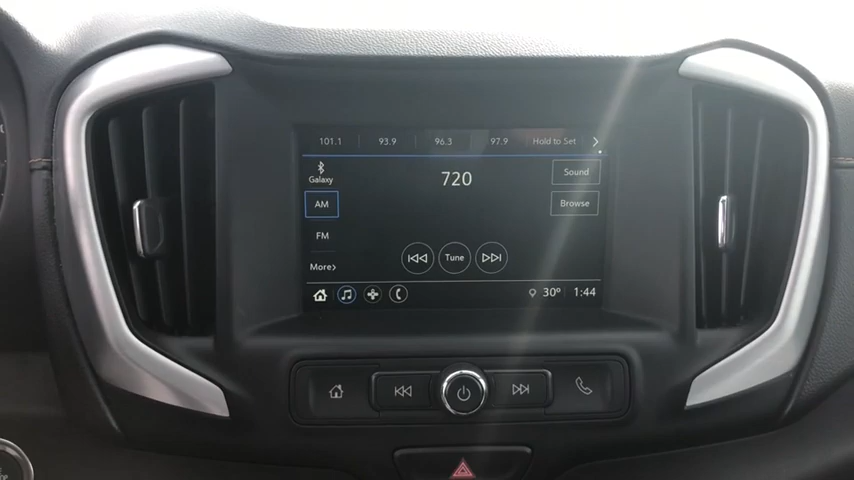 101.1 93.9 96.3 97.9 Hold to Set
Galaxy
720
Sound
AM
Browse
FM
Tune
More
30° 1:44